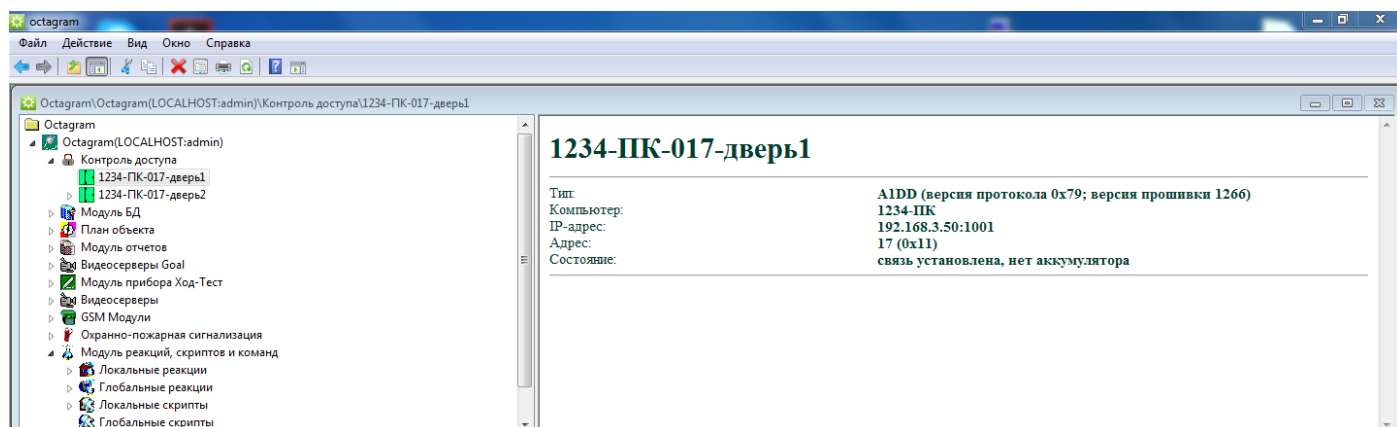 octagram
Файл Действие Вид Окно Справка
Octagram\Octagram(LOCALHOST:admin)\Контроль доступа\1234-ПК-017-дверь1
Octagram
Octagram(LOCALHOST:admin)
Контроль доступа
1234-ПК-017-дверь1
1234-ПК-017-дверь2
Модуль БД
План объекта
Модуль отчетов
Видеосерверы Goal
Модуль прибора Ход-Тест
Видеосерверы
GSM Модули
Охранно-пожарная сигнализация
Модуль реакций, скриптов и команд
Локальные реакции
Глобальные реакции
Локальные скрипты
Глобальные скрипты
1234-ПК-017-дверь1
Тип: A1DD (версия протокола 0x79; версия прошивки 1266)
Компьютер: 1234-ПК
IP-адрес: 192.168.3.50:1001
Адрес: 17 (0x11)
Состояние: связь установлена, нет аккумулятора